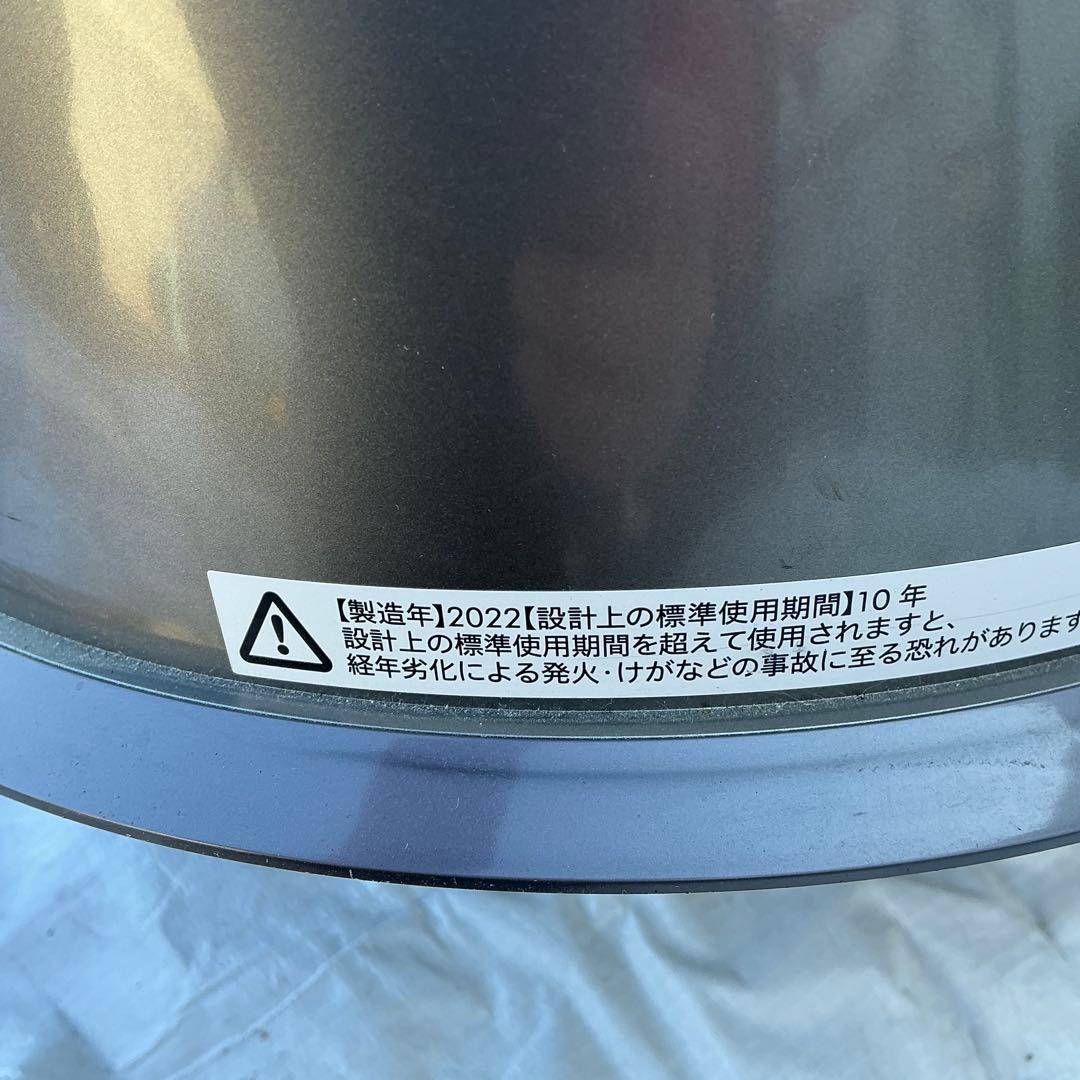 【製造年】2022【設計上の標準使用期間】10年
設計上の標準使用期間を超えて使用されますと、
経年劣化による発火・けがなどの事故に至る恐れがあります